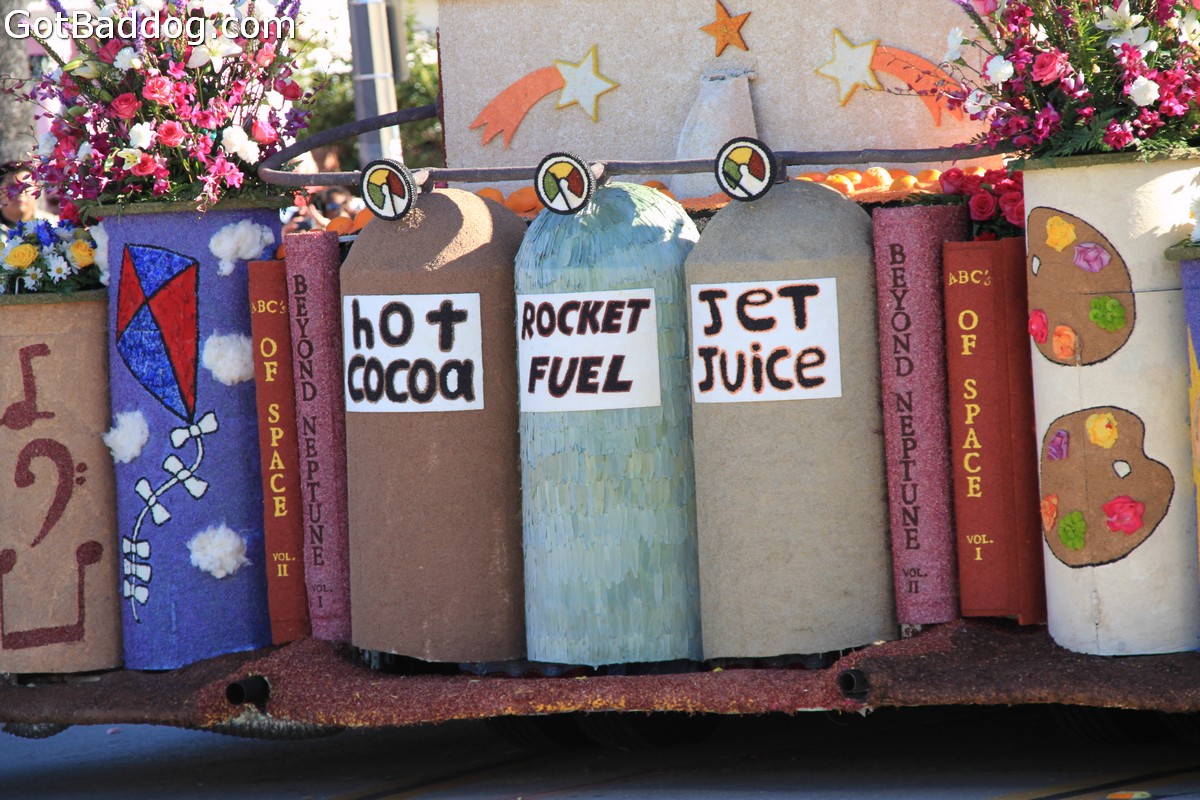 GotBaddog.com
ABC's
OF SPACE
VOL.
II
BEYOND NEPTUNE
VOL.
I
hot
cocoa
ROCKET
FUEL
JeT
Juice
BEYOND NEPTUNE
VOL.
II
ABC's
OF SPACE
VOL.
I